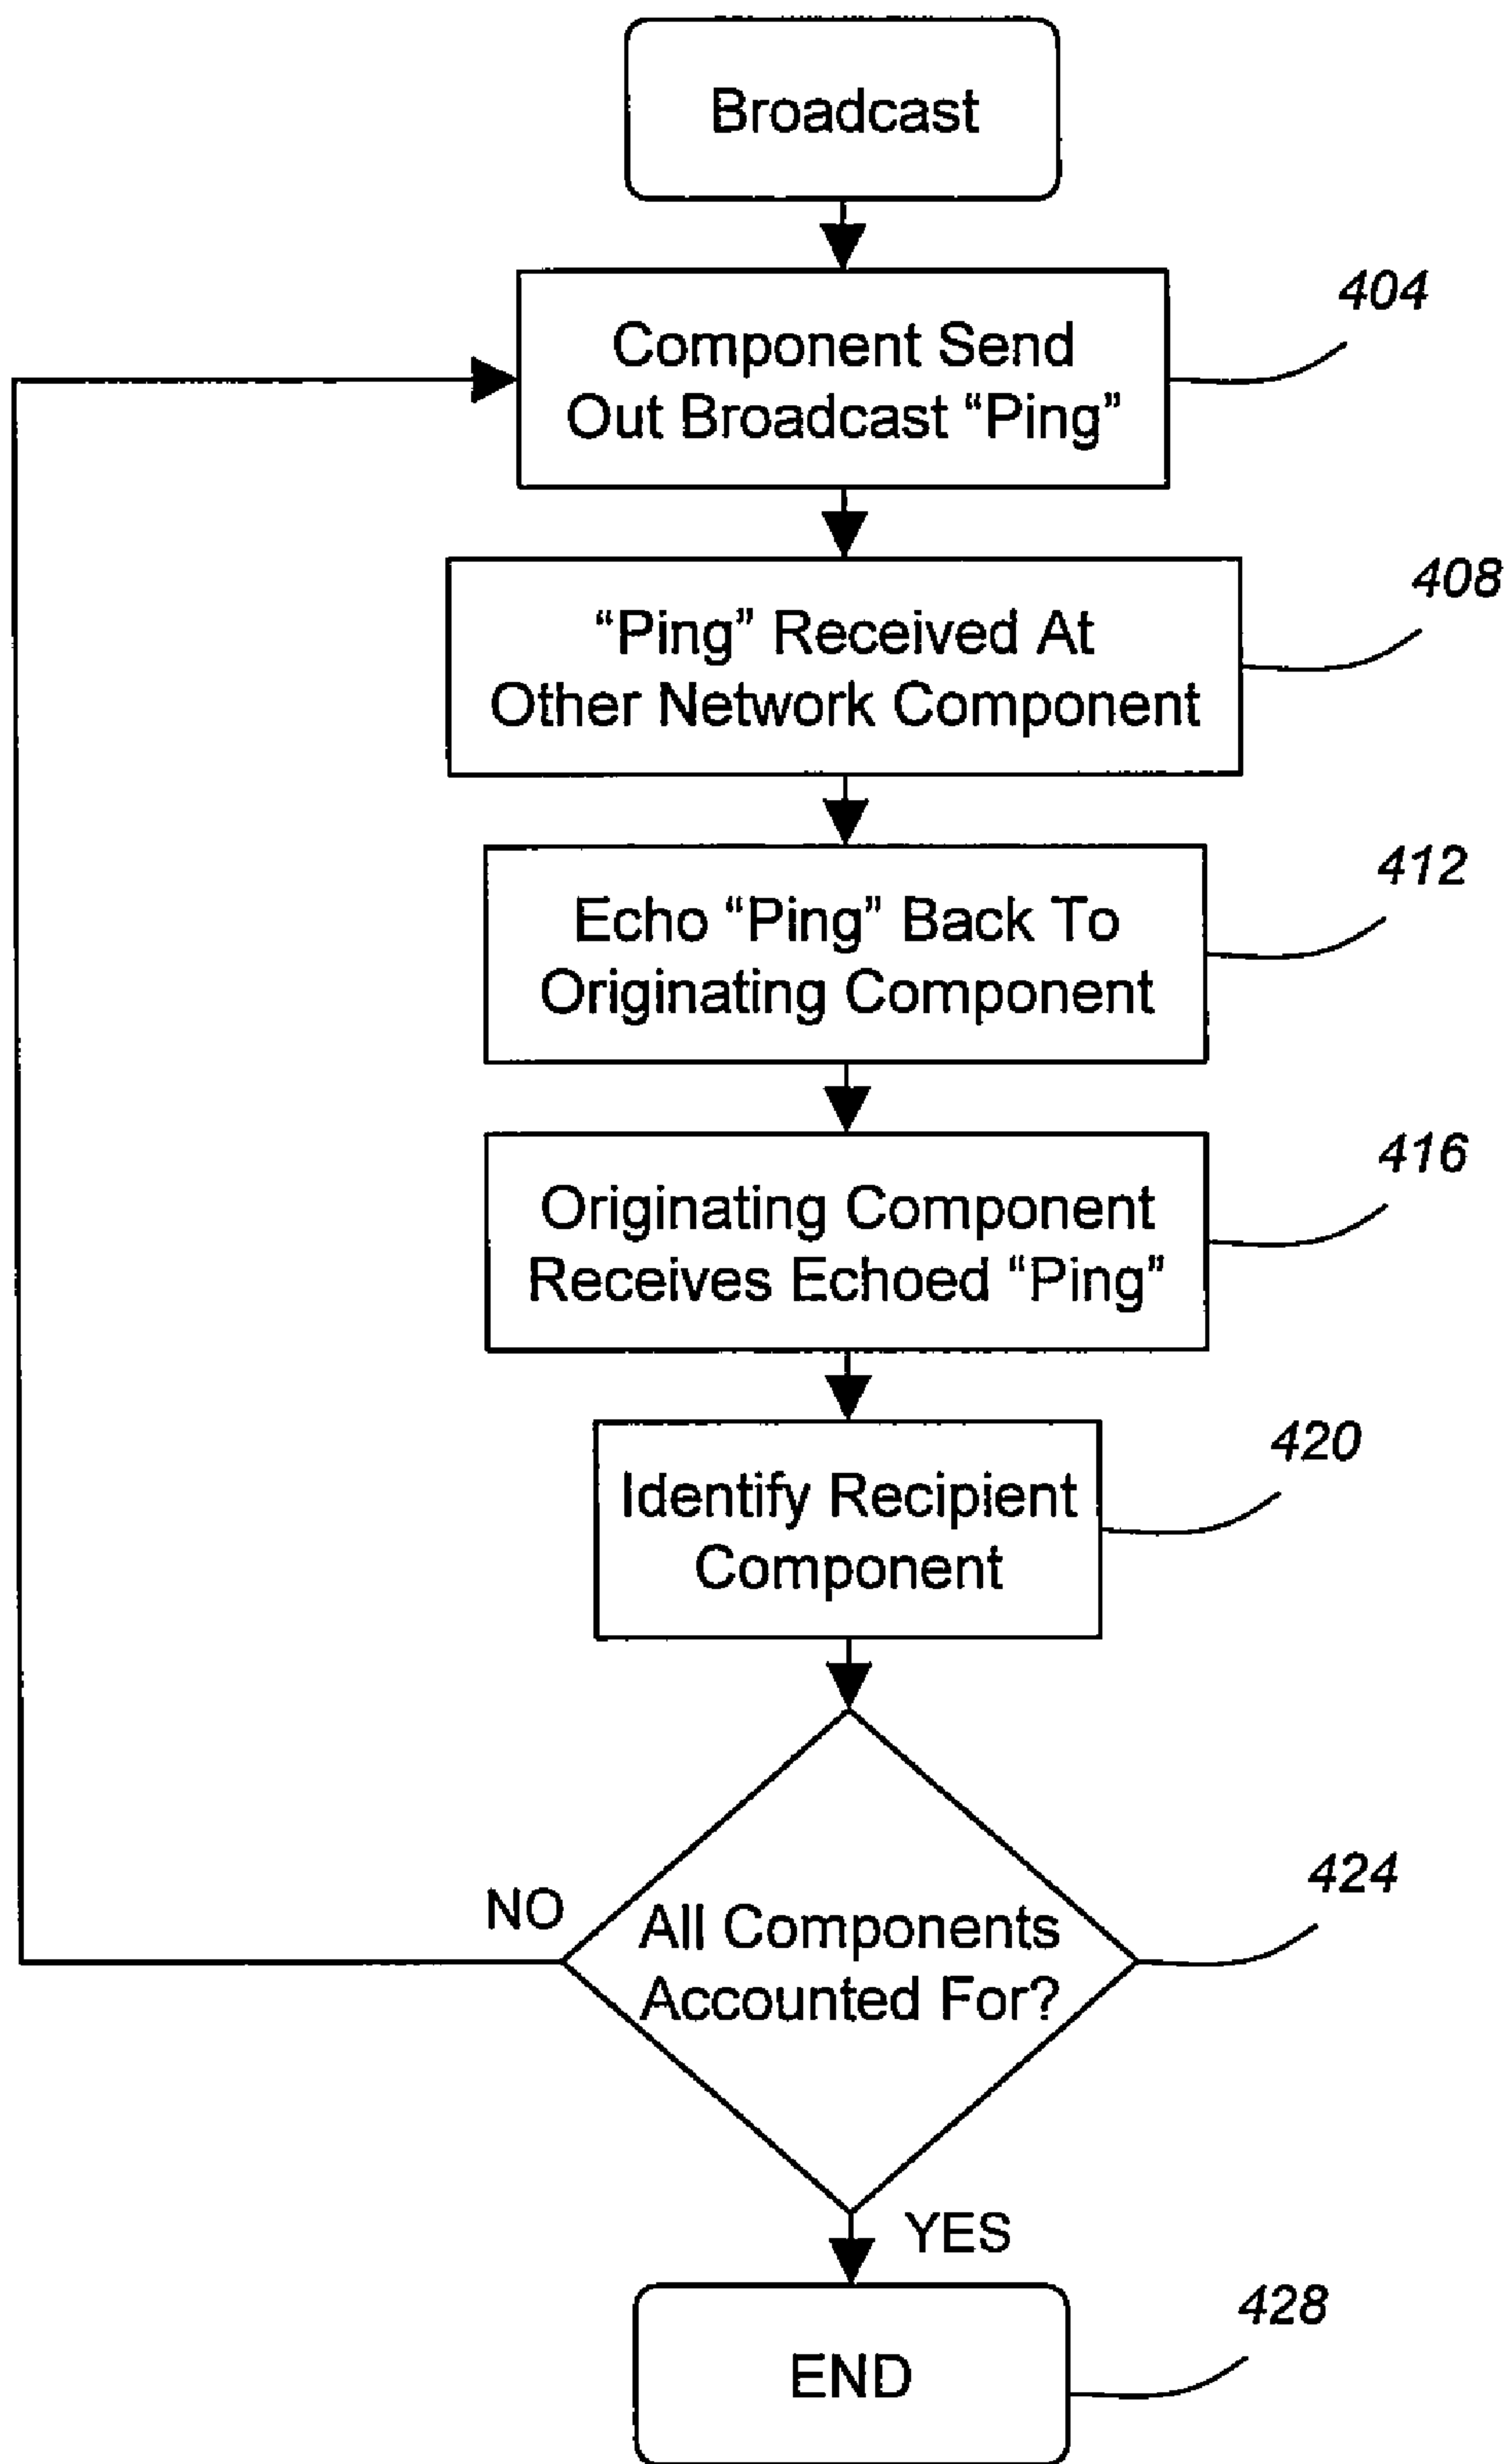 Broadcast
404
Component Send
Out Broadcast “Ping”
408
“Ping” Received At
Other Network Component
412
Echo “Ping” Back To
Originating Component
416
Originating Component
Receives Echoed “Ping”
420
Identify Recipient
Component
424
NO
All Components
Accounted For?
YES
428
END